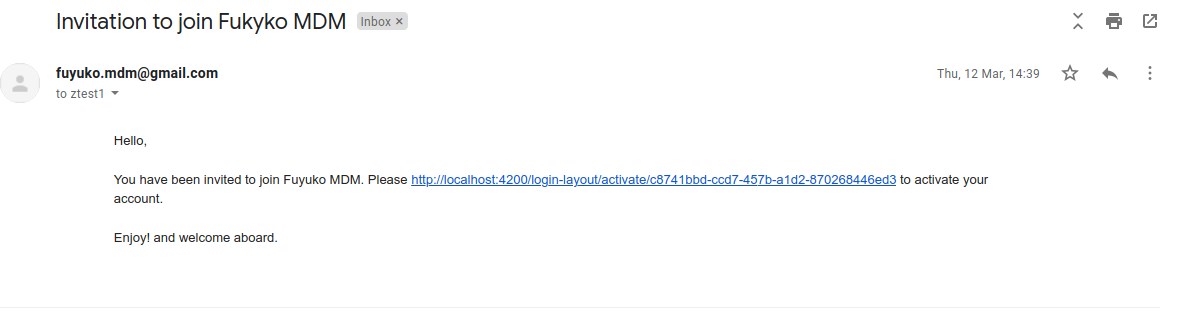 Invitation to join Fukyko MDM Inbox ×
fuyuko.mdm@gmail.com Thu, 12 Mar, 14:39
to ztest1
Hello,
You have been invited to join Fuyuko MDM. Please http://localhost:4200/login-layout/activate/c8741bbd-ccd7-457b-a1d2-870268446ed3 to activate your
account.
Enjoy! and welcome aboard.